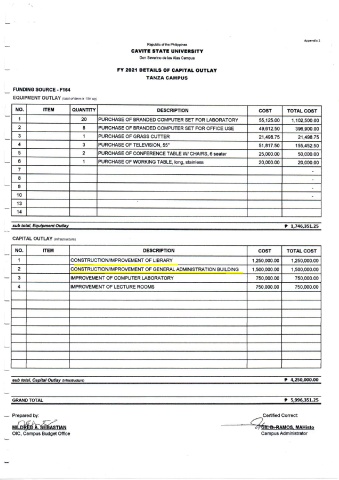 Appendix 2
Republic of the Philippines
CAVITE STATE UNIVERSITY
Don Severino de las Alas Campus
FY 2021 DETAILS OF CAPITAL OUTLAY
TANZA CAMPUS
FUNDING SOURCE - F164
EQUIPMENT OUTLAY
NO. ITEM QUANTITY DESCRIPTION COST TOTAL COST
1 20 PURCHASE OF BRANDED COMPUTER SET FOR LABORATORY 55,125.00 1,102,500.00
2 8 PURCHASE OF BRANDED COMPUTER SET FOR OFFICE USE 49,612.50 396,900.00
3 1 PURCHASE OF GRASS CUTTER 21,498.75 21,498.75
4 3 PURCHASE OF TELEVISION, 55" 51,817.50 155,452.50
5 2 PURCHASE OF CONFERENCE TABLE W/ CHAIRS, 6 seater 25,000.00 50,000.00
6 1 PURCHASE OF WORKING TABLE, long, stainless 20,000.00 20,000.00
7 -
8 -
9 -
10 -
13
14
sub total, Equipment Outlay ₱ 1,746,351.25
CAPITAL OUTLAY (Infrastructure)
NO. ITEM DESCRIPTION COST TOTAL COST
1 CONSTRUCTION/IMPROVEMENT OF LIBRARY 1,250,000.00 1,250,000.00
2 CONSTRUCTION/IMPROVEMENT OF GENERAL ADMINISTRATION BUILDING 1,500,000.00 1,500,000.00
3 IMPROVEMENT OF COMPUTER LABORATORY 750,000.00 750,000.00
4 IMPROVEMENT OF LECTURE ROOMS 750,000.00 750,000.00
sub total, Capital Outlay (Infrastructure) ₱ 4,250,000.00
GRAND TOTAL ₱ 5,996,351.25
Prepared by: Certified Correct:
MILDRED A. SEBASTIAN RAMOS, MAHisto
OIC, Campus Budget Office Campus Administrator